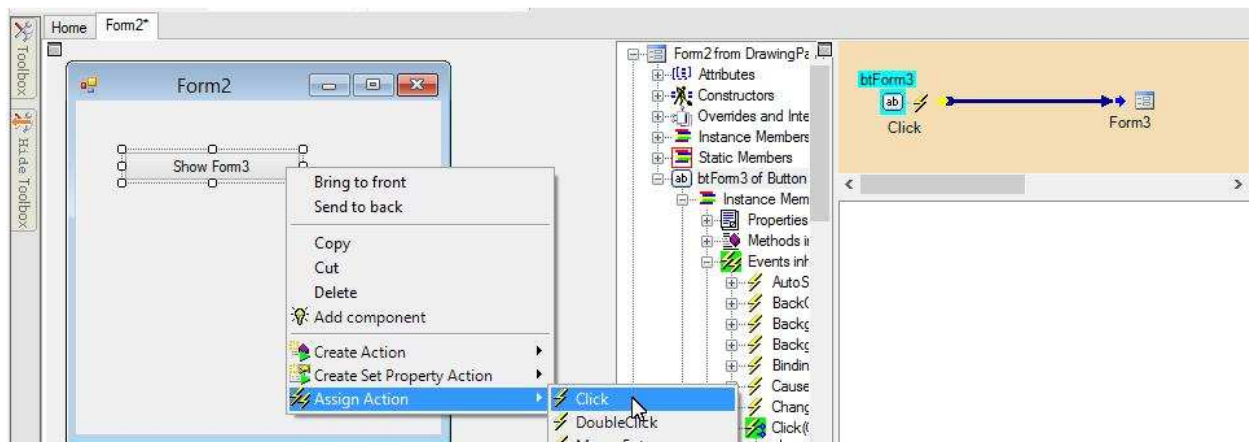 Home Form2*
Toolbox
Hide Toolbox
Form2
Show Form3
Bring to front
Send to back
Copy
Cut
Delete
Add component
Create Action
Create Set Property Action
Assign Action
Click
DoubleClick
Form2 from DrawingPa
Attributes
Constructors
Overrides and Inte
Instance Members
Static Members
btForm3 of Button
Instance Mem
Properties
Methods i
Events inh
AutoS
BackC
Backg
Backg
Bindin
Cause
Chang
Click(
btForm3
Click
Form3